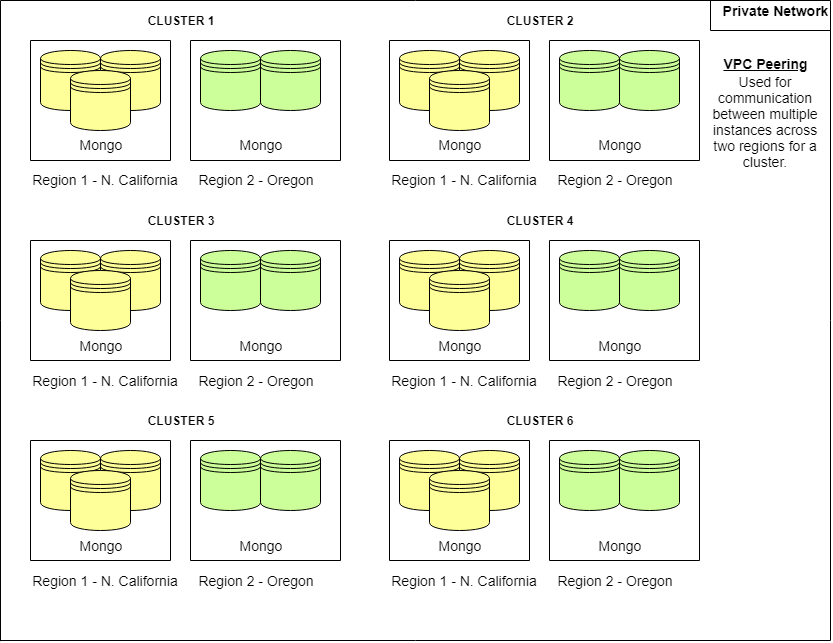 Private Network
CLUSTER 1
CLUSTER 2
VPC Peering
Used for
communication
between multiple
instances across
two regions for a
cluster.
Mongo
Mongo
Mongo
Mongo
Region 1 - N. California
Region 2 - Oregon
Region 1 - N. California
Region 2 - Oregon
CLUSTER 3
CLUSTER 4
Mongo
Mongo
Mongo
Mongo
Region 1 - N. California
Region 2 - Oregon
Region 1 - N. California
Region 2 - Oregon
CLUSTER 5
CLUSTER 6
Mongo
Mongo
Mongo
Mongo
Region 1 - N. California
Region 2 - Oregon
Region 1 - N. California
Region 2 - Oregon